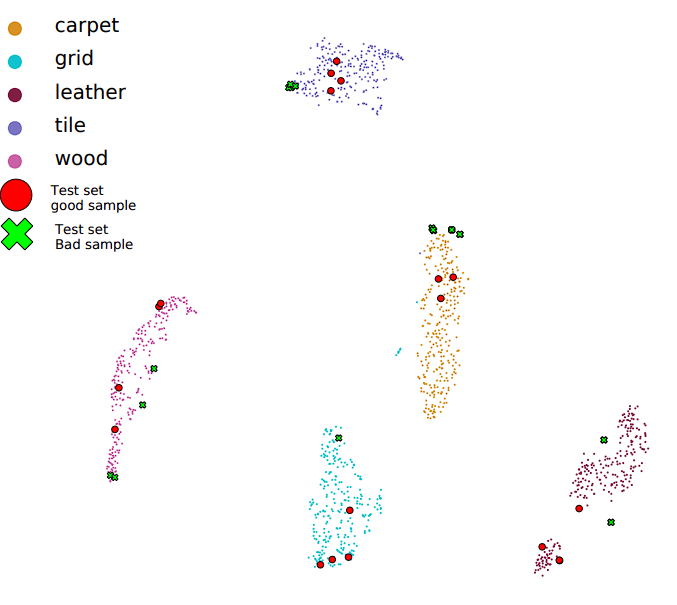 carpet
grid
leather
tile
wood
Test set
good sample
Test set
Bad sample